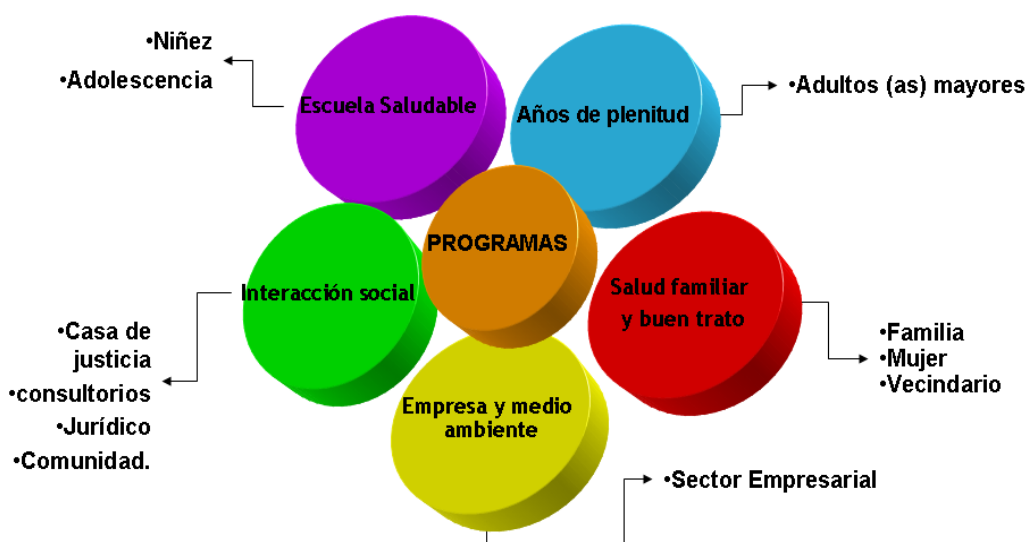 •Niñez
•Adolescencia
Escuela Saludable
Años de plenitud
•Adultos (as) mayores
PROGRAMAS
Interacción social
•Casa de
justicia
•consultorios
•Jurídico
•Comunidad.
Salud familiar
y buen trato
•Familia
•Mujer
•Vecindario
Empresa y medio
ambiente
•Sector Empresarial